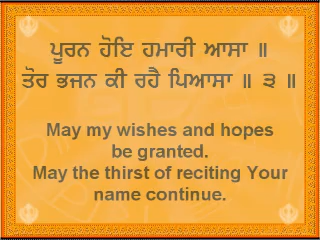 ਪੂਰਨ ਹੋਇ ਹਮਾਰੀ ਆਸਾ ॥
ਤੋਰ ਭਜਨ ਕੀ ਰਹੈ ਪਿਆਸਾ ॥ ੩ ॥
May my wishes and hopes
be granted.
May the thirst of reciting Your
name continue.